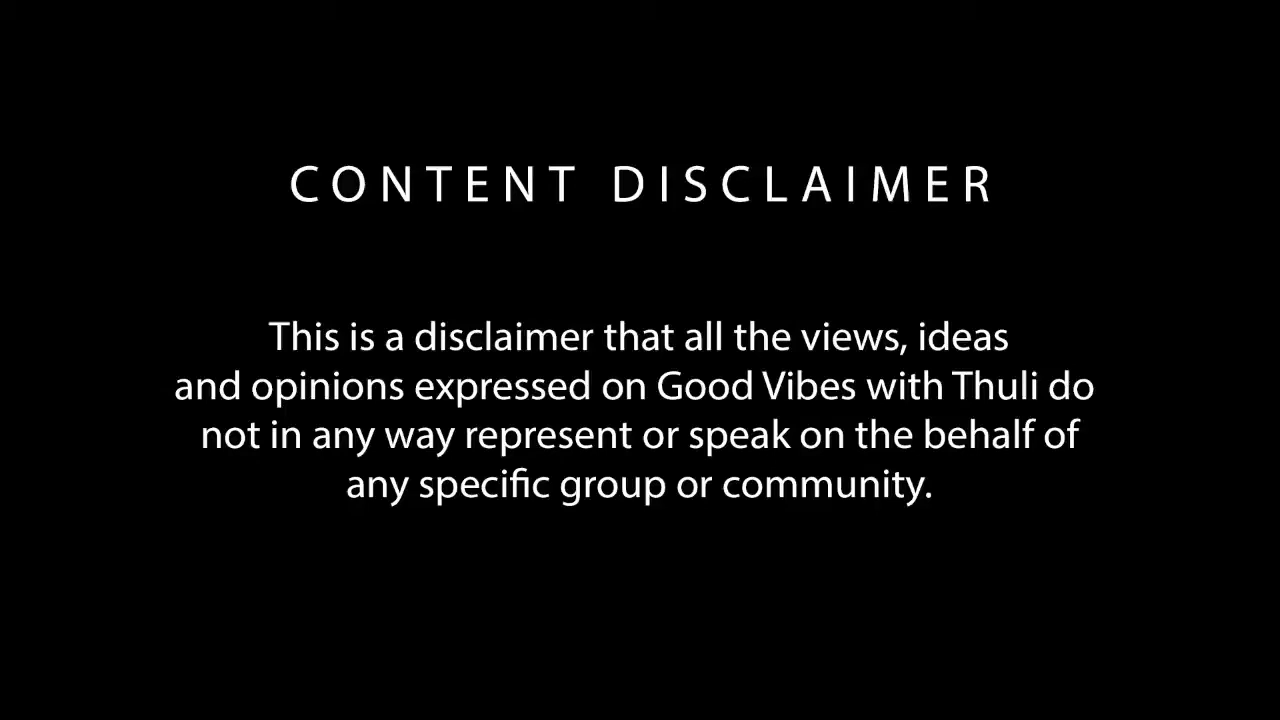 CONTENT DISCLAIMER
This is a disclaimer that all the views, ideas
and opinions expressed on Good Vibes with Thuli do
not in any way represent or speak on the behalf of
any specific group or community.